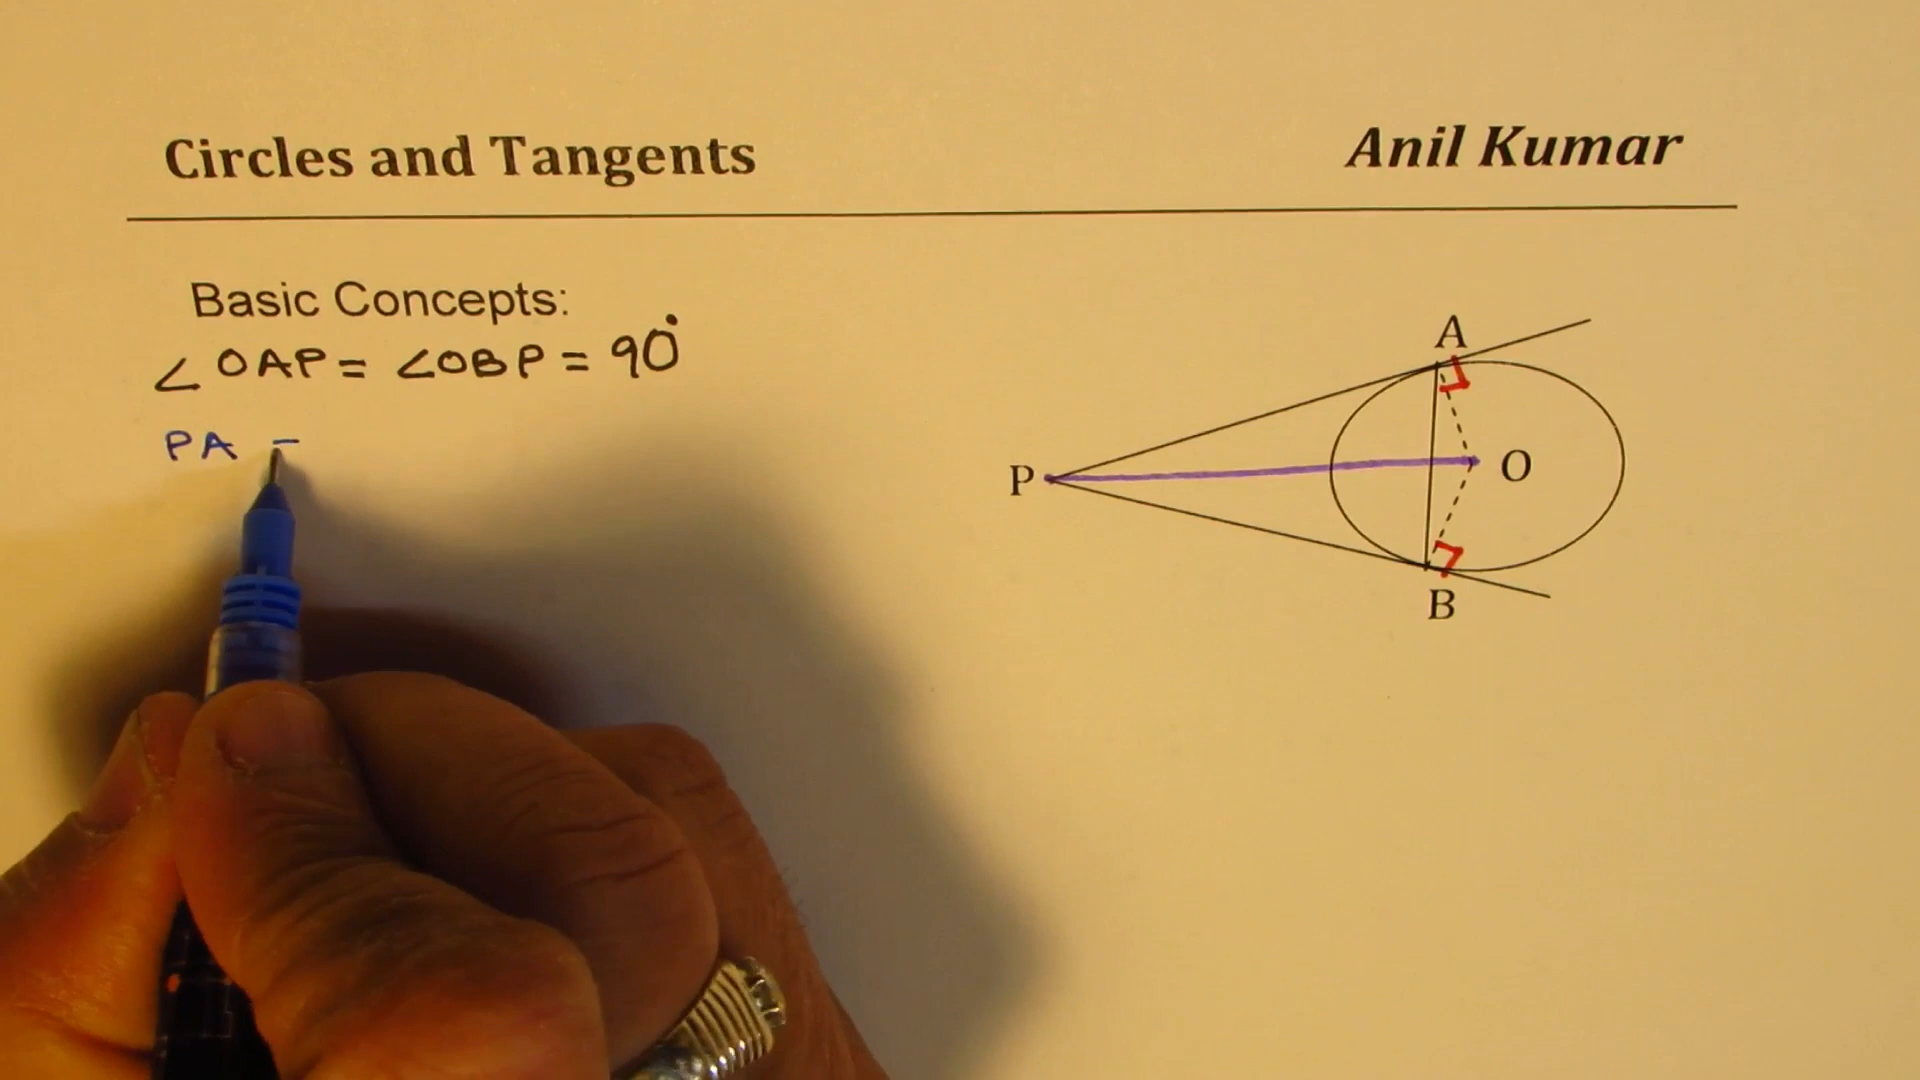 Circles and Tangents
Anil Kumar
Basic Concepts:
∠OAP = ∠OBP = 90°
PA =
A
P
O
B